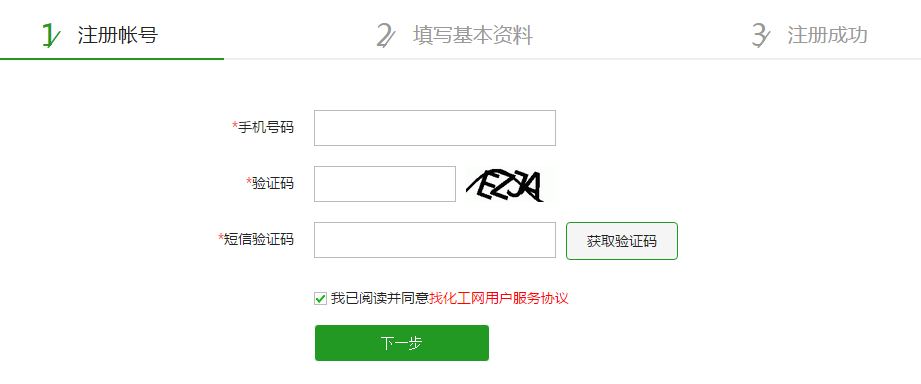 1 注册帐号
2 填写基本资料
3 注册成功
*手机号码
*验证码 EZJA
*短信验证码 获取验证码
我已阅读并同意找化工网用户服务协议
下一步